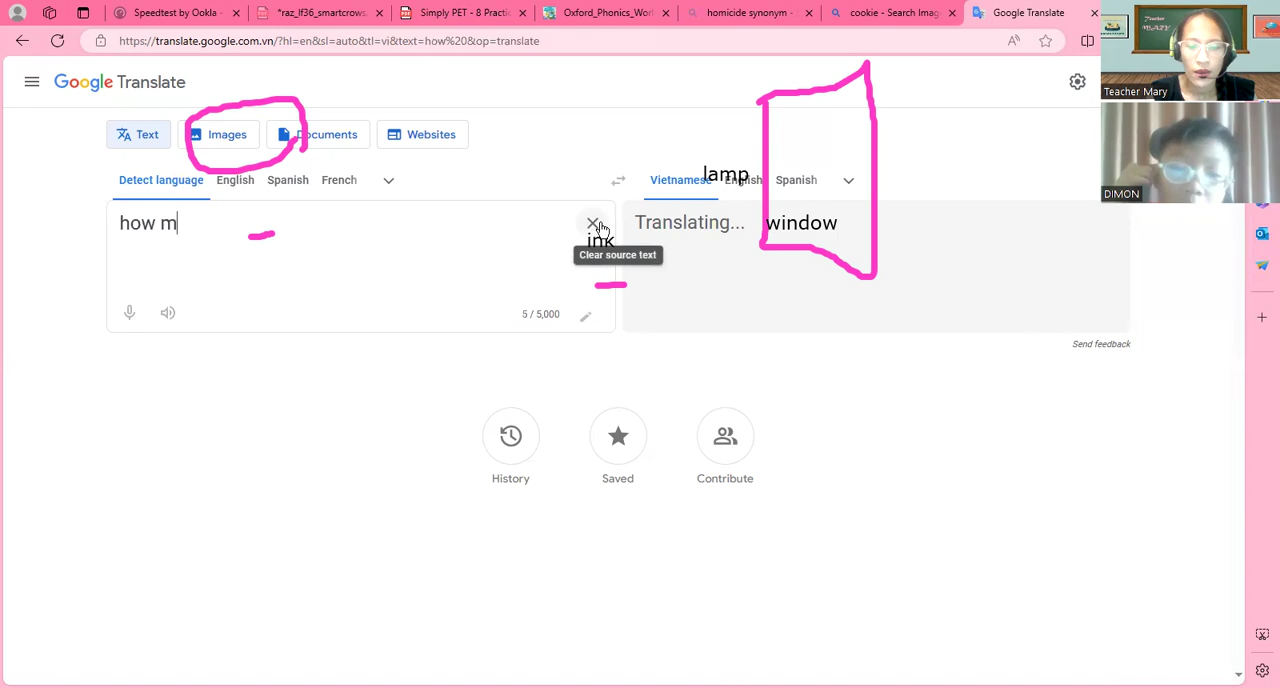 Speedtest by Ookla -
*raz_lf36_smartcrows.
Simply PET - 8 Practic
Oxford_Phonics_Worl
homicide synonym -
cookie - Search Imag
Google Translate
https://translate.google.com.vn/?hl=en&sl=auto&tl=vi&text=how%20&op=translate
Google Translate
Teacher Mary
Text
Images
Documents
Websites
Detect language
English
Spanish
French
Vietnamese
lamp
English
Spanish
DIMON
how m
Translating...
window
ink
Clear source text
5 / 5,000
Send feedback
History
Saved
Contribute